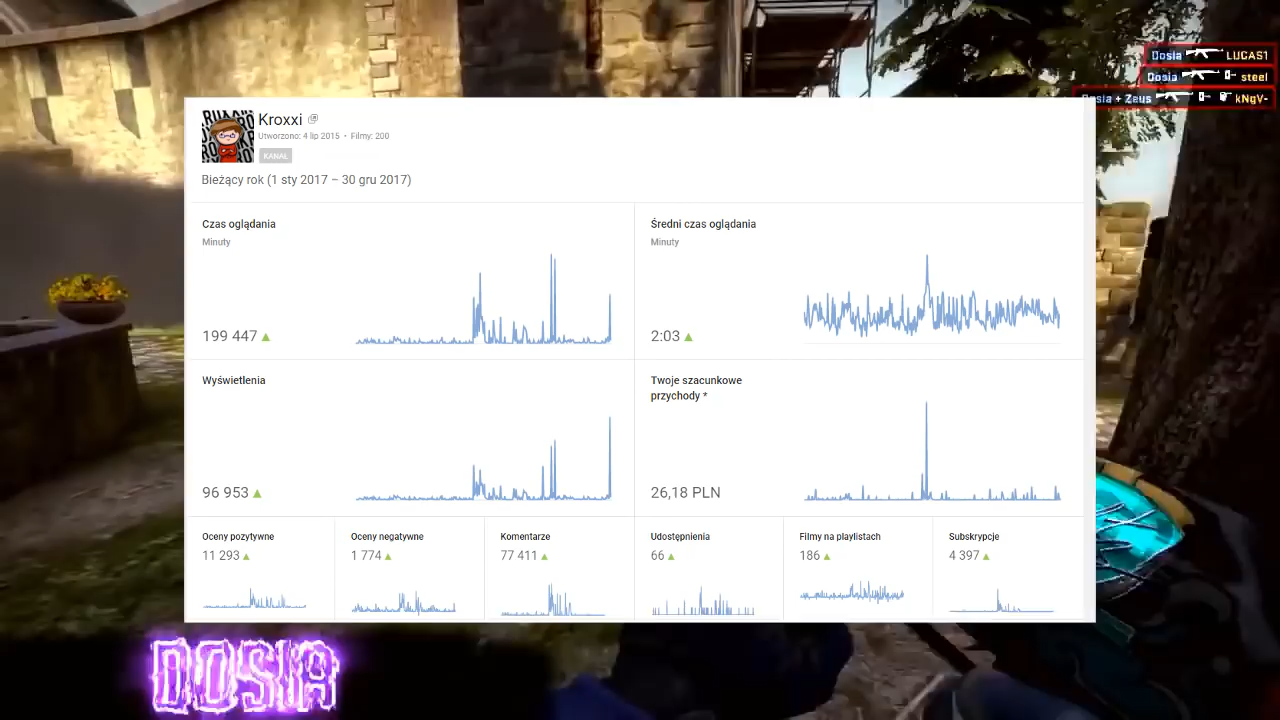 Dosia LUCAS1
Dosia steel
Dosia + Zeus kNgV-
Kroxxi
Utworzono: 4 lip 2015 • Filmy: 200
KANAŁ
Bieżący rok (1 sty 2017 – 30 gru 2017)
Czas oglądania
Minuty
199 447
Średni czas oglądania
Minuty
2:03
Wyświetlenia
96 953
Twoje szacunkowe
przychody *
26,18 PLN
Oceny pozytywne
11 293
Oceny negatywne
1 774
Komentarze
77 411
Udostępnienia
66
Filmy na playlistach
186
Subskrypcje
4 397
DOSIA